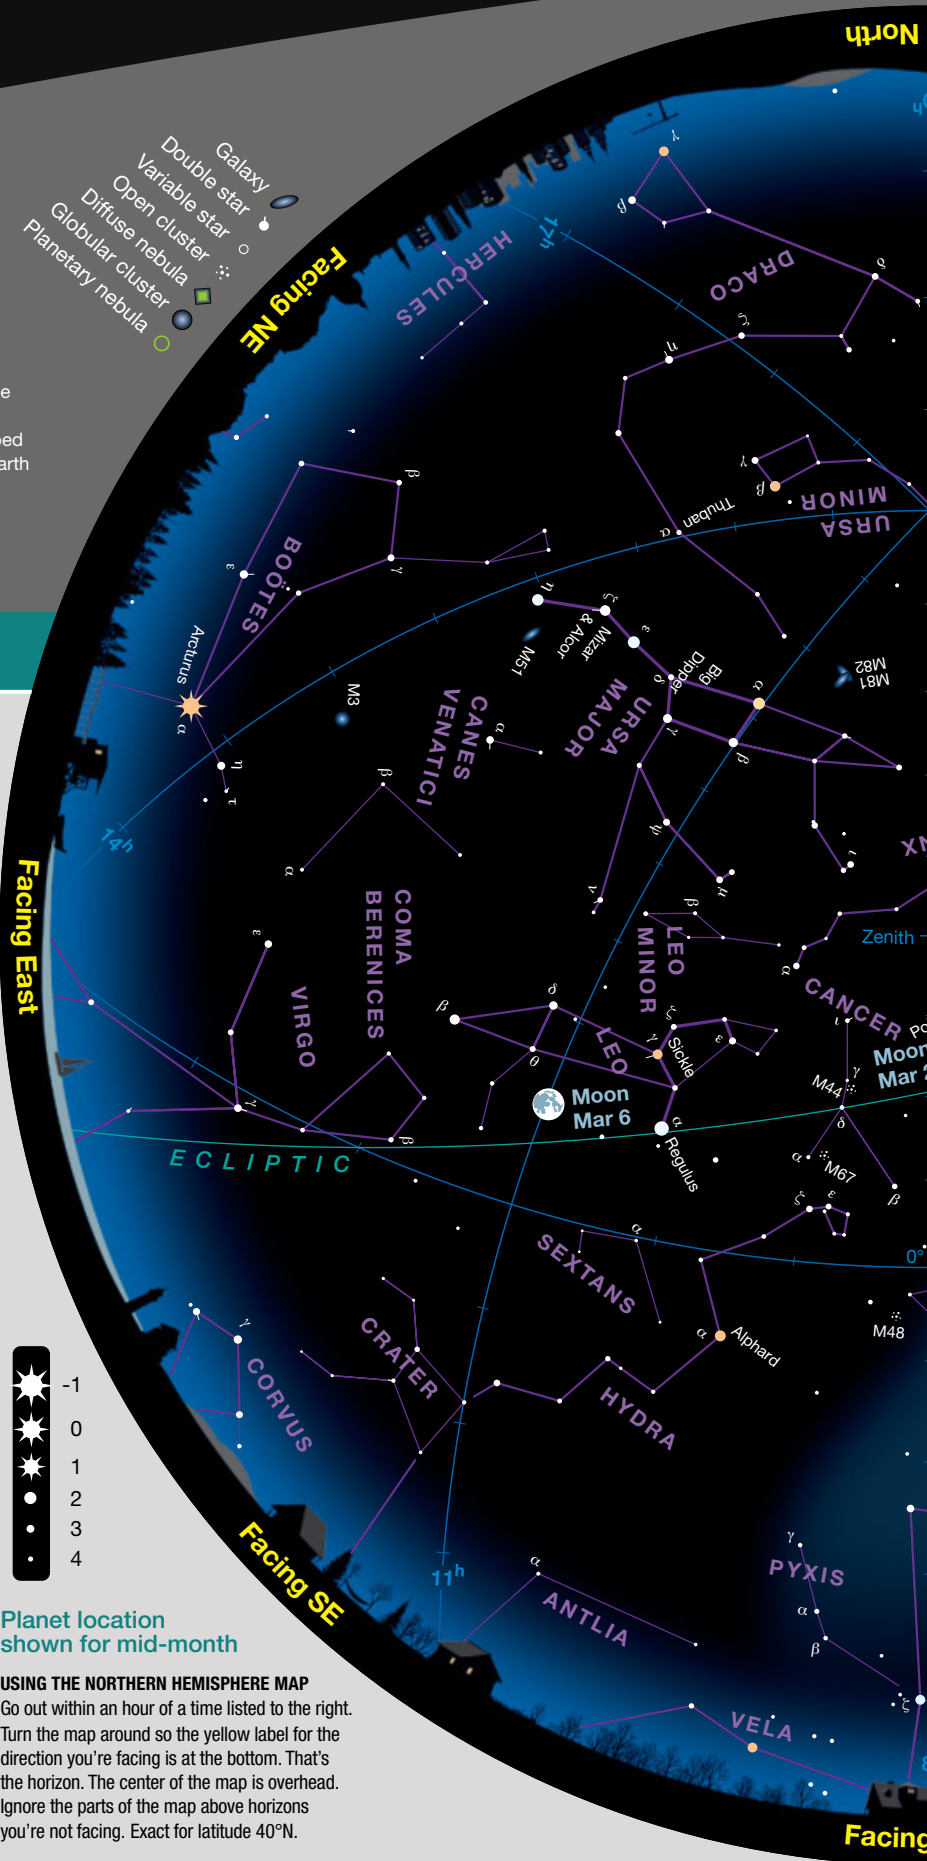 North
Galaxy
Double star
Variable star
Open cluster
Diffuse nebula
Globular cluster
Planetary nebula
Facing NE
17h
HERCULES
λ
β
DRACO
δ
ζ
η
e
ped
arth
γ
β
URSA
MINOR
Thuban
α
β
γ
ε
BOÖTES
Arcturus
α
η
τ
η
ζ
Mizar
& Alcor
ε
M51
M3
Big
Dipper
δ
α
γ
β
M81
M82
URSA
MAJOR
CANES
VENATICI
α
β
α
ψ
μ
ν
ι
14h
Facing East
COMA
BERENICES
VIRGO
ε
γ
β
LEO
MINOR
β
Zenith
α
CANCER
ι
γ
M44
δ
α
M67
β
Moon
Mar 2
β
δ
θ
LEO
ζ
γ
ε
Sickle
α
Regulus
Moon
Mar 6
ECLIPTIC
SEXTANS
α
ζ
ε
0°
M48
α
Alphard
HYDRA
CRATER
γ
CORVUS
-1
0
1
2
3
4
Facing SE
11h
α
ANTLIA
γ
PYXIS
α
β
ζ
VELA
Facing
Planet location
shown for mid-month
USING THE NORTHERN HEMISPHERE MAP
Go out within an hour of a time listed to the right.
Turn the map around so the yellow label for the
direction you’re facing is at the bottom. That’s
the horizon. The center of the map is overhead.
Ignore the parts of the map above horizons
you’re not facing. Exact for latitude 40°N.